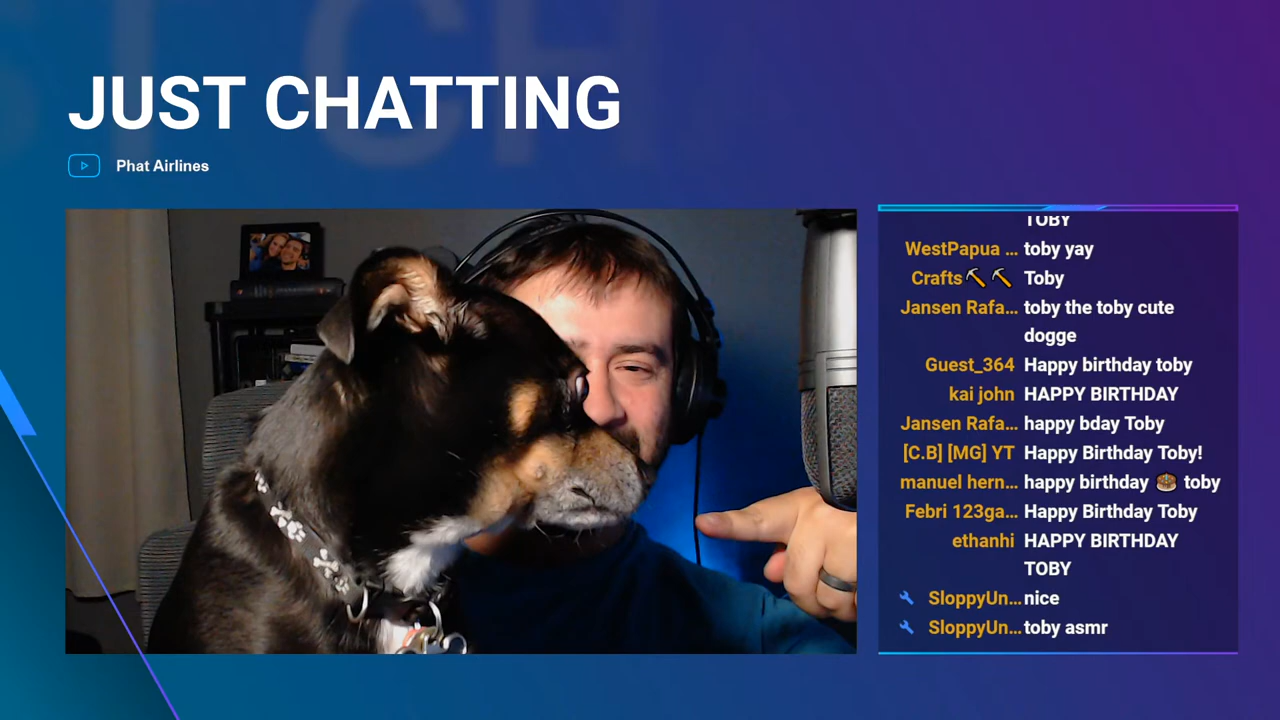 JUST CHATTING
Phat Airlines
TOBY
WestPapua ... toby yay
Crafts⛏️⛏️ Toby
Jansen Rafa... toby the toby cute
dogge
Guest_364 Happy birthday toby
kai john HAPPY BIRTHDAY
Jansen Rafa... happy bday Toby
[C.B] [MG] YT Happy Birthday Toby!
manuel hern... happy birthday 🎂 toby
Febri 123ga... Happy Birthday Toby
ethanhi HAPPY BIRTHDAY
TOBY
SloppyUn... nice
SloppyUn... toby asmr